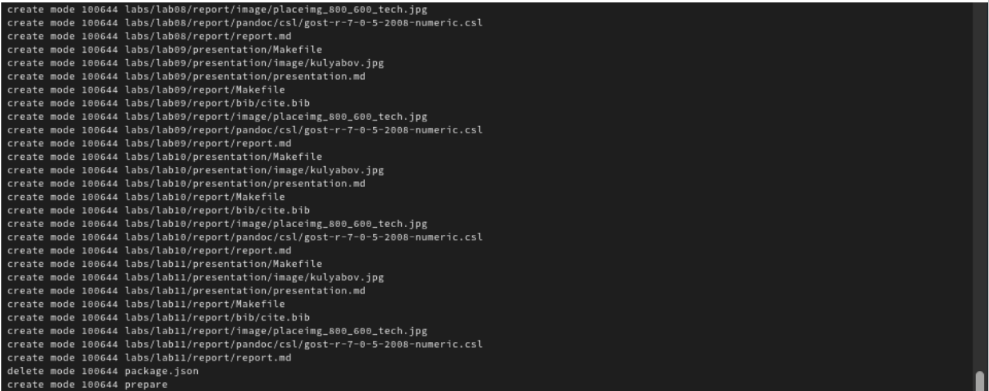 create mode 100644 labs/lab08/report/image/placeimg_800_600_tech.jpg
create mode 100644 labs/lab08/report/pandoc/csl/gost-r-7-0-5-2008-numeric.csl
create mode 100644 labs/lab08/report/report.md
create mode 100644 labs/lab09/presentation/Makefile
create mode 100644 labs/lab09/presentation/image/kulyabov.jpg
create mode 100644 labs/lab09/presentation/presentation.md
create mode 100644 labs/lab09/report/Makefile
create mode 100644 labs/lab09/report/bib/cite.bib
create mode 100644 labs/lab09/report/image/placeimg_800_600_tech.jpg
create mode 100644 labs/lab09/report/pandoc/csl/gost-r-7-0-5-2008-numeric.csl
create mode 100644 labs/lab09/report/report.md
create mode 100644 labs/lab10/presentation/Makefile
create mode 100644 labs/lab10/presentation/image/kulyabov.jpg
create mode 100644 labs/lab10/presentation/presentation.md
create mode 100644 labs/lab10/report/Makefile
create mode 100644 labs/lab10/report/bib/cite.bib
create mode 100644 labs/lab10/report/image/placeimg_800_600_tech.jpg
create mode 100644 labs/lab10/report/pandoc/csl/gost-r-7-0-5-2008-numeric.csl
create mode 100644 labs/lab10/report/report.md
create mode 100644 labs/lab11/presentation/Makefile
create mode 100644 labs/lab11/presentation/image/kulyabov.jpg
create mode 100644 labs/lab11/presentation/presentation.md
create mode 100644 labs/lab11/report/Makefile
create mode 100644 labs/lab11/report/bib/cite.bib
create mode 100644 labs/lab11/report/image/placeimg_800_600_tech.jpg
create mode 100644 labs/lab11/report/pandoc/csl/gost-r-7-0-5-2008-numeric.csl
create mode 100644 labs/lab11/report/report.md
delete mode 100644 package.json
create mode 100644 prepare